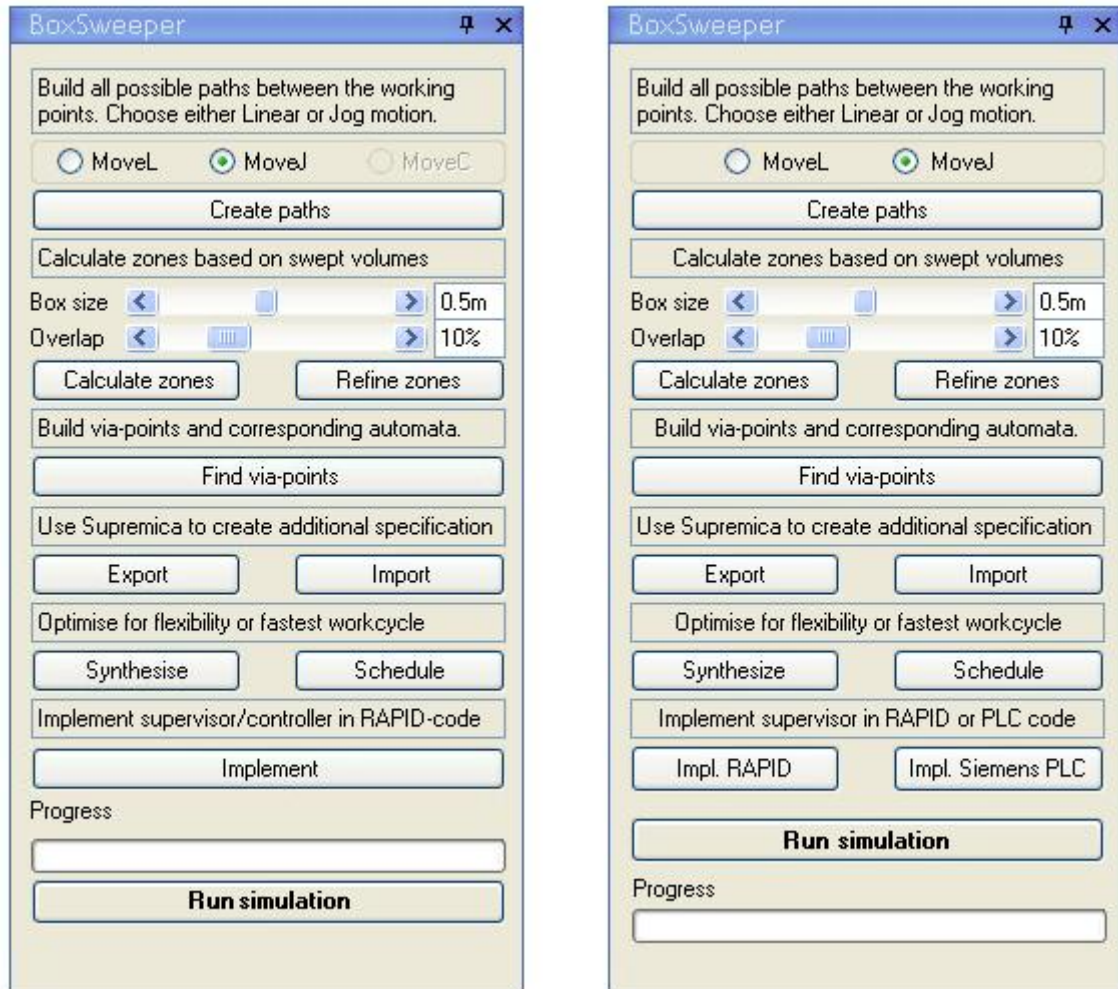 BoxSweeper
Build all possible paths between the working
points. Choose either Linear or Jog motion.
MoveL MoveJ MoveC
Create paths
Calculate zones based on swept volumes
Box size 0.5m
Overlap 10%
Calculate zones Refine zones
Build via-points and corresponding automata.
Find via-points
Use Supremica to create additional specification
Export Import
Optimise for flexibility or fastest workcycle
Synthesise Schedule
Implement supervisor/controller in RAPID-code
Implement
Progress
Run simulation
BoxSweeper
Build all possible paths between the working
points. Choose either Linear or Jog motion.
MoveL MoveJ
Create paths
Calculate zones based on swept volumes
Box size 0.5m
Overlap 10%
Calculate zones Refine zones
Build via-points and corresponding automata.
Find via-points
Use Supremica to create additional specification
Export Import
Optimise for flexibility or fastest workcycle
Synthesize Schedule
Implement supervisor in RAPID or PLC code
Impl. RAPID Impl. Siemens PLC
Run simulation
Progress